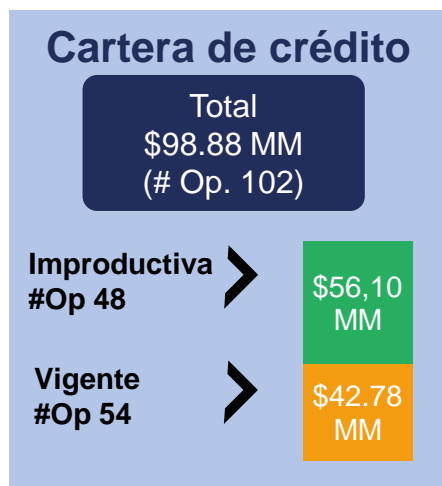 Cartera de crédito
Total
$98.88 MM
(# Op. 102)
Improductiva
#Op 48
$56,10
MM
Vigente
#Op 54
$42.78
MM